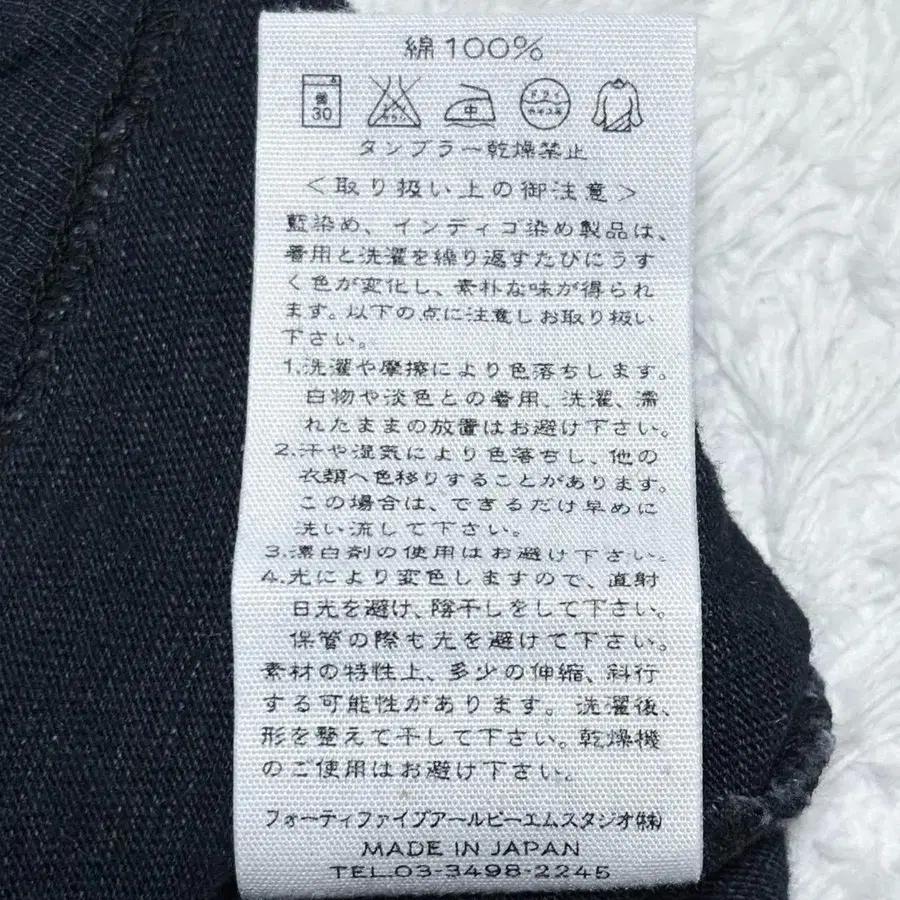 綿100%
弱
30
エンソサラシ
中
ドライ
セキユ系
タンブラー乾燥禁止
＜取り扱い上の御注意＞
藍染め、インディゴ染め製品は、
着用と洗濯を繰り返すたびにうす
く色が変化し、素朴な味が得られ
ます。以下の点に注意しお取り扱い
下さい。
1.洗濯や摩擦により色落ちします。
白物や淡色との着用、洗濯、濡
れたままの放置はお避け下さい。
2.汗や湿気により色落ちし、他の
衣類へ色移りすることがあります。
この場合は、できるだけ早めに
洗い流して下さい。
3.漂白剤の使用はお避け下さい。
4.光により変色しますので、直射
日光を避け、陰干しをして下さい。
保管の際も光を避けて下さい。
素材の特性上、多少の伸縮、斜行
する可能性があります。洗濯後、
形を整えて干して下さい。乾燥機
のご使用はお避け下さい。
フォーティファイブアールピーエムスタジオ㈱
MADE IN JAPAN
TEL.03-3498-2245